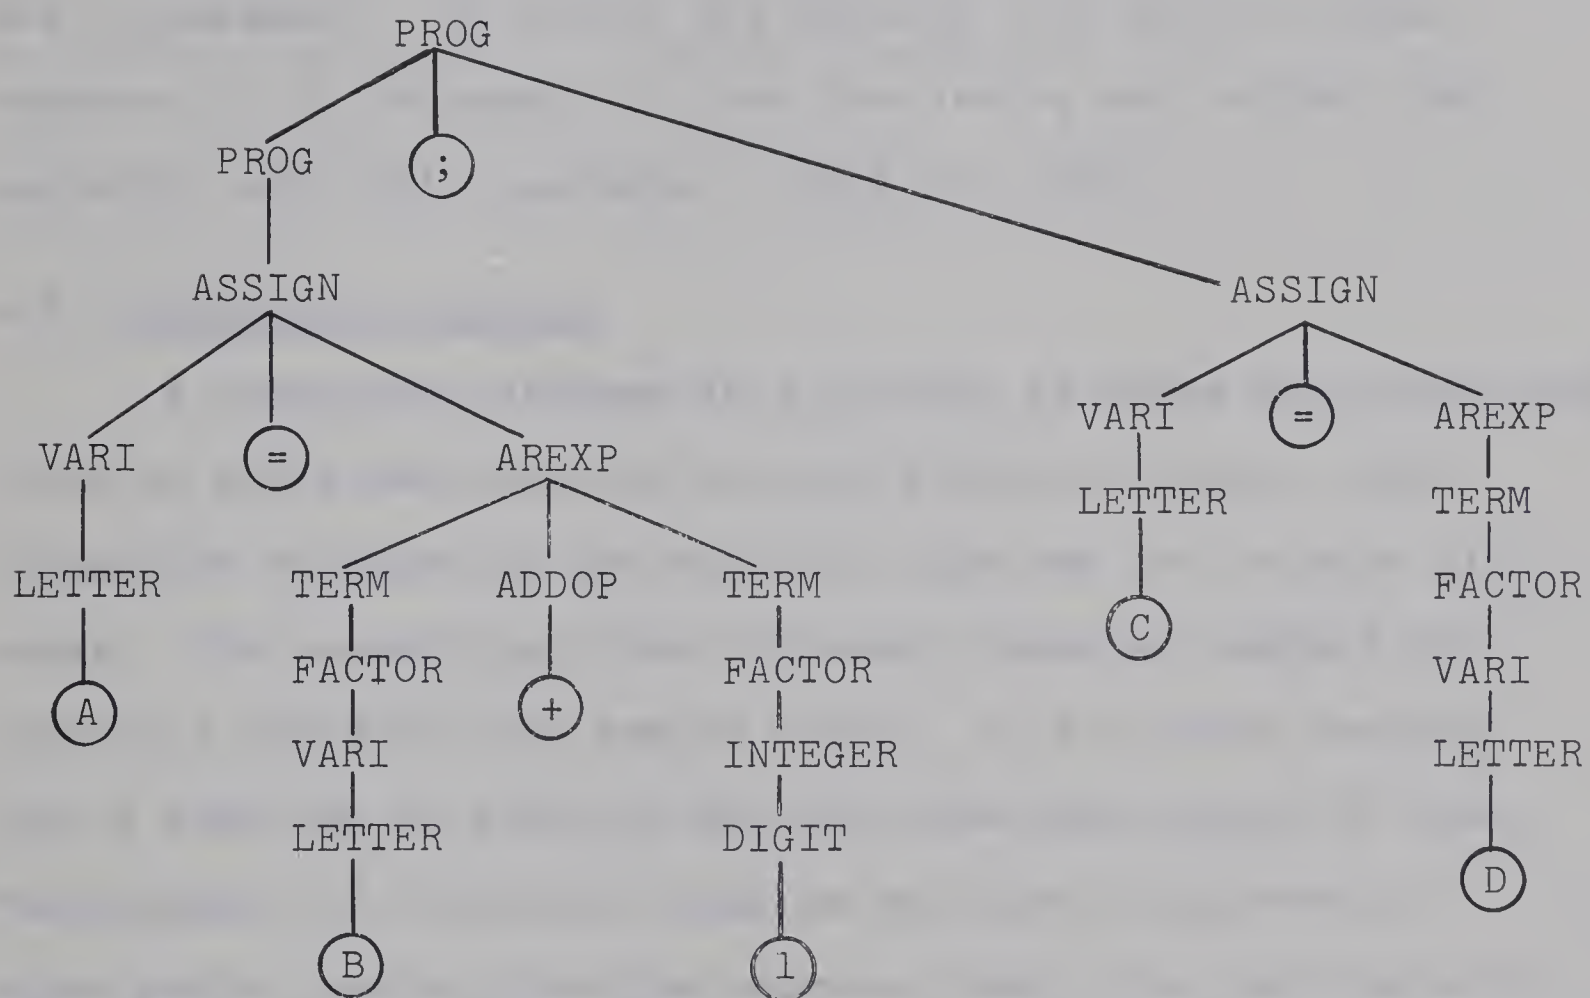 PROG
PROG ;
ASSIGN ASSIGN
VARI = AREXP
VARI = AREXP
LETTER TERM
LETTER TERM ADDOP TERM
C FACTOR
A FACTOR + FACTOR
VARI
VARI INTEGER
LETTER
LETTER DIGIT
D
B 1